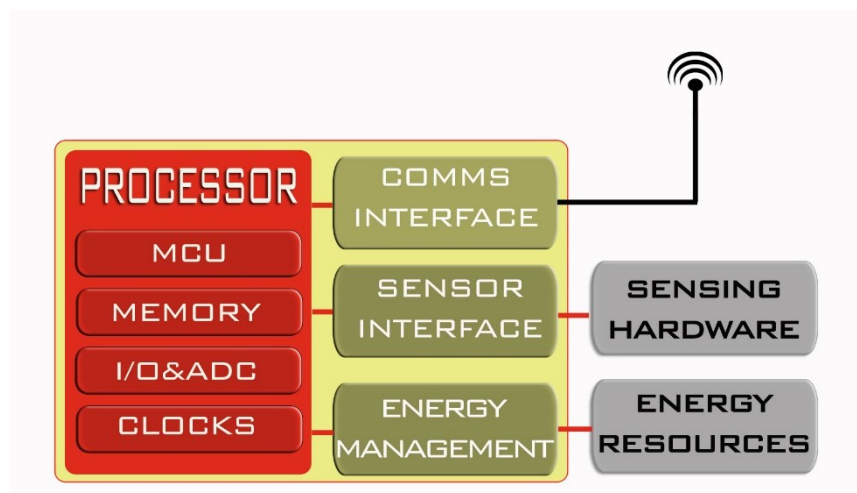 PROCESSOR
MCU
MEMORY
I/O&ADC
CLOCKS
COMMS
INTERFACE
SENSOR
INTERFACE
ENERGY
MANAGEMENT
SENSING
HARDWARE
ENERGY
RESOURCES